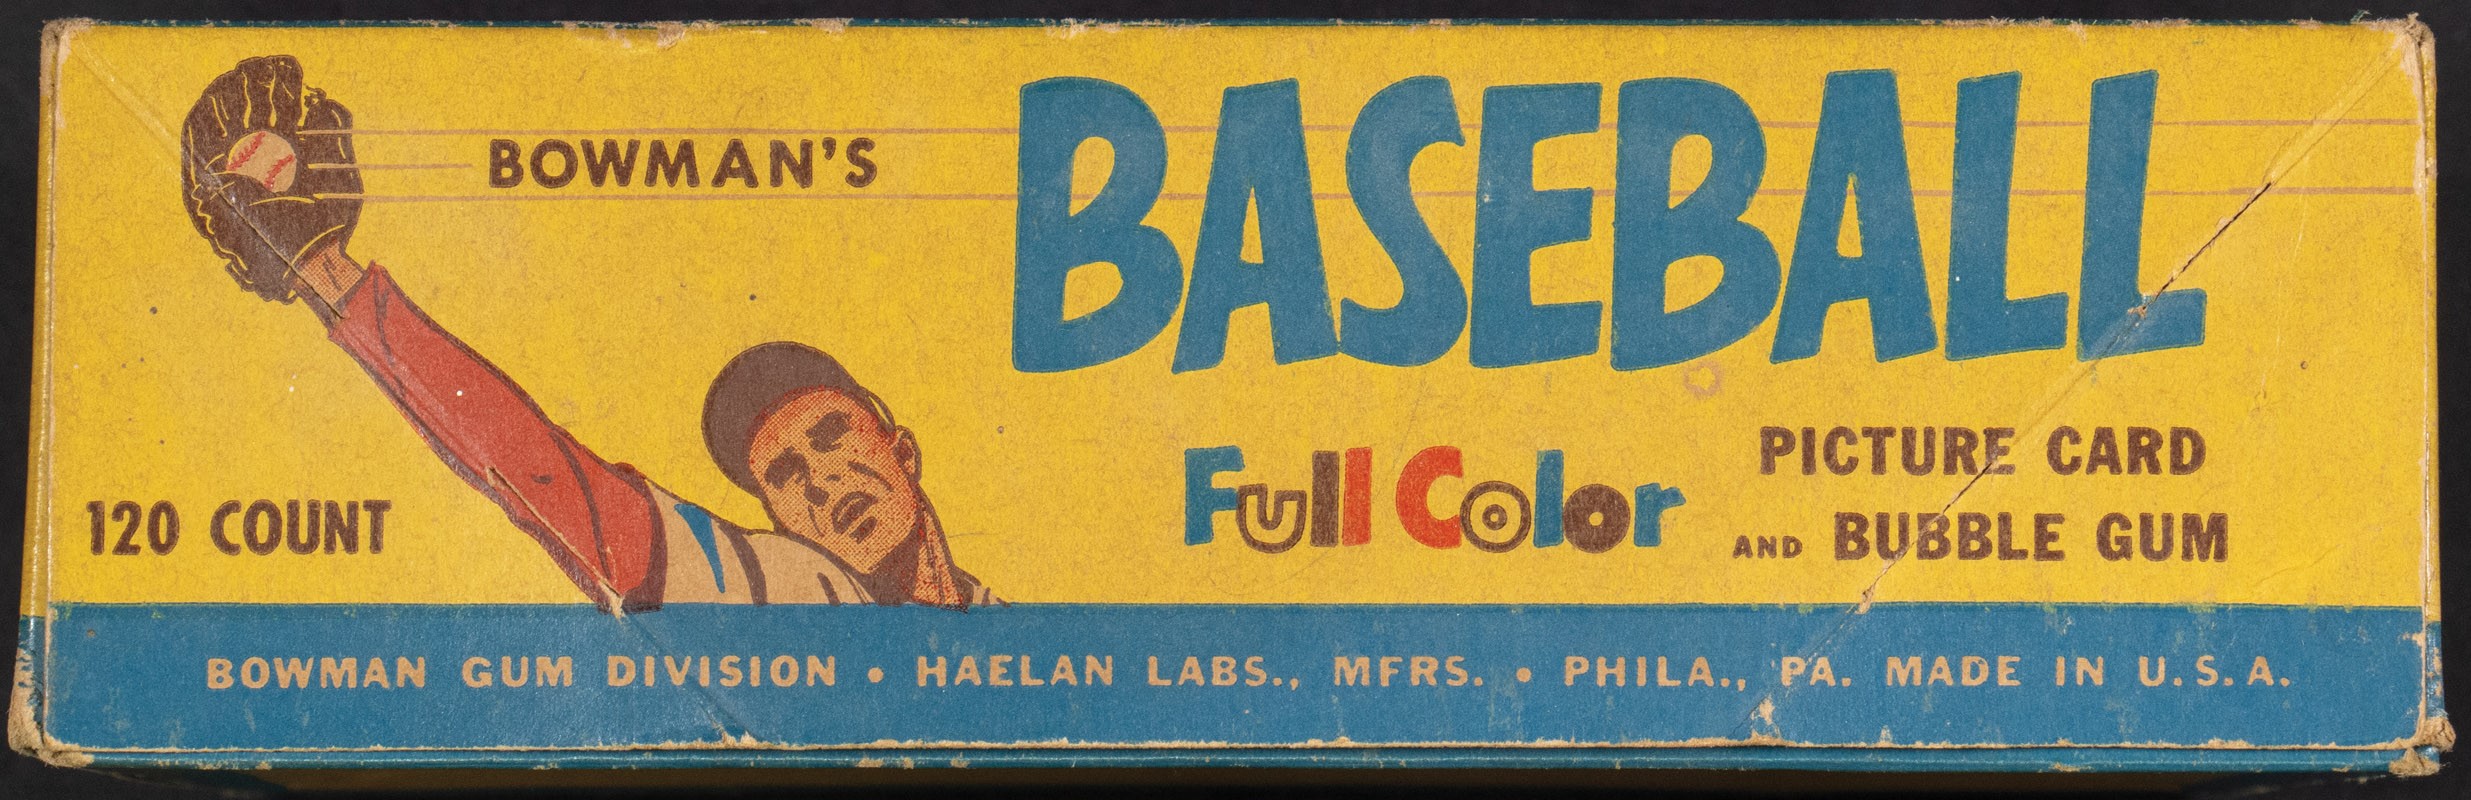 BOWMAN'S
BASEBALL
120 COUNT
Full Color
PICTURE CARD
AND BUBBLE GUM
BOWMAN GUM DIVISION • HAELAN LABS., MFRS. • PHILA., PA. MADE IN U.S.A.